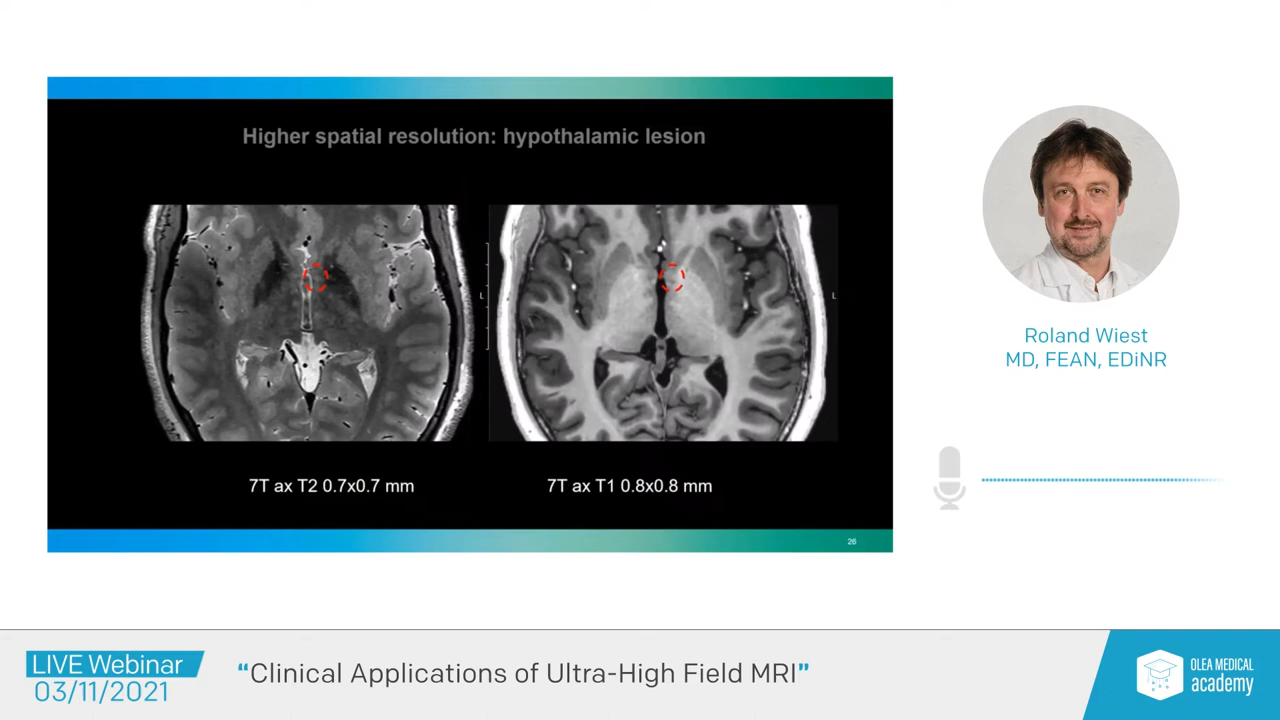 Higher spatial resolution: hypothalamic lesion
L
L
7T ax T2 0.7x0.7 mm
7T ax T1 0.8x0.8 mm
26
Roland Wiest
MD, FEAN, EDiNR
LIVE Webinar
03/11/2021
“Clinical Applications of Ultra-High Field MRI”
OLEA MEDICAL
academy